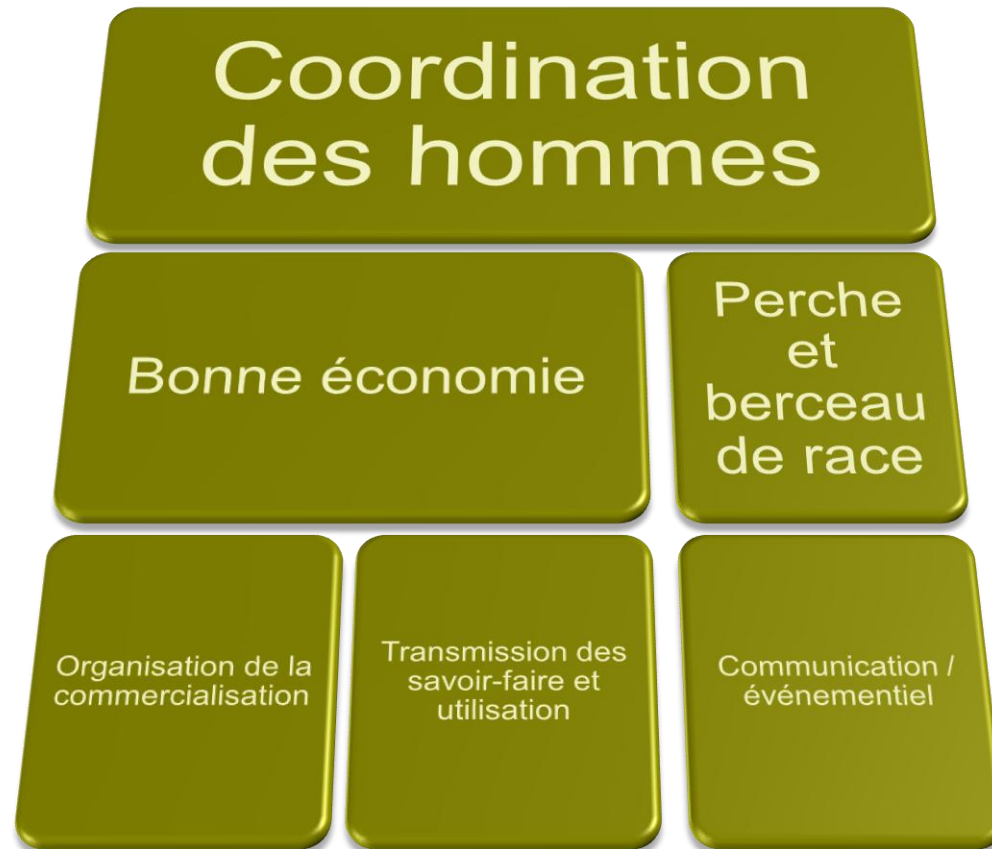 Coordination
des hommes
Bonne économie
Perche
et
berceau
de race
Organisation de la
commercialisation
Transmission des
savoir-faire et
utilisation
Communication /
événementiel